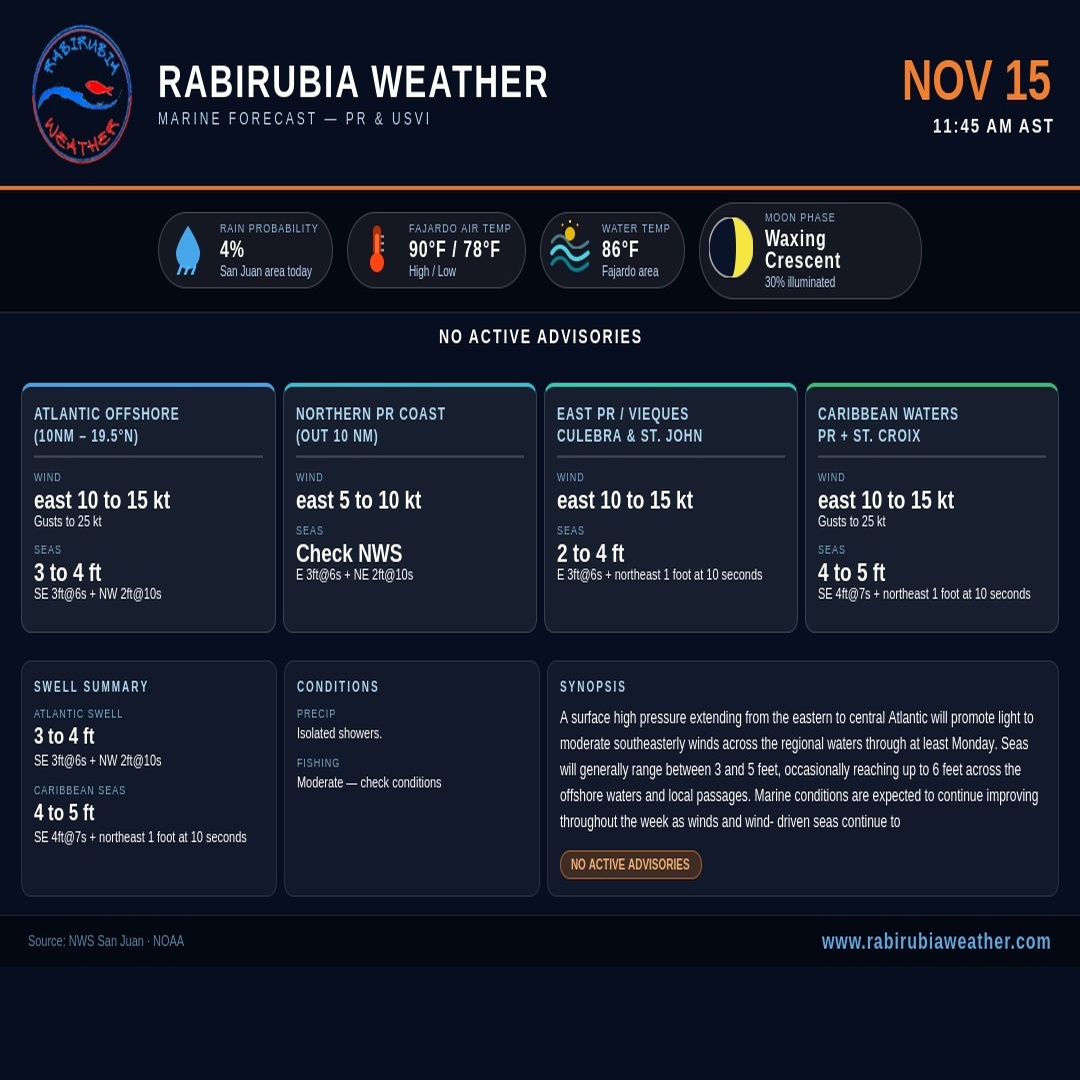 RABIRUBIA
WEATHER
RABIRUBIA WEATHER
MARINE FORECAST — PR & USVI
NOV 15
11:45 AM AST
RAIN PROBABILITY
4%
San Juan area today
FAJARDO AIR TEMP
90°F / 78°F
High / Low
WATER TEMP
86°F
Fajardo area
MOON PHASE
Waxing
Crescent
30% illuminated
NO ACTIVE ADVISORIES
ATLANTIC OFFSHORE
(10NM – 19.5°N)
WIND
east 10 to 15 kt
Gusts to 25 kt
SEAS
3 to 4 ft
SE 3ft@6s + NW 2ft@10s
NORTHERN PR COAST
(OUT 10 NM)
WIND
east 5 to 10 kt
SEAS
Check NWS
E 3ft@6s + NE 2ft@10s
EAST PR / VIEQUES
CULEBRA & ST. JOHN
WIND
east 10 to 15 kt
SEAS
2 to 4 ft
E 3ft@6s + northeast 1 foot at 10 seconds
CARIBBEAN WATERS
PR + ST. CROIX
WIND
east 10 to 15 kt
Gusts to 25 kt
SEAS
4 to 5 ft
SE 4ft@7s + northeast 1 foot at 10 seconds
SWELL SUMMARY
ATLANTIC SWELL
3 to 4 ft
SE 3ft@6s + NW 2ft@10s
CARIBBEAN SEAS
4 to 5 ft
SE 4ft@7s + northeast 1 foot at 10 seconds
CONDITIONS
PRECIP
Isolated showers.
FISHING
Moderate — check conditions
SYNOPSIS
A surface high pressure extending from the eastern to central Atlantic will promote light to
moderate southeasterly winds across the regional waters through at least Monday. Seas
will generally range between 3 and 5 feet, occasionally reaching up to 6 feet across the
offshore waters and local passages. Marine conditions are expected to continue improving
throughout the week as winds and wind- driven seas continue to
NO ACTIVE ADVISORIES
Source: NWS San Juan · NOAA
www.rabirubiaweather.com